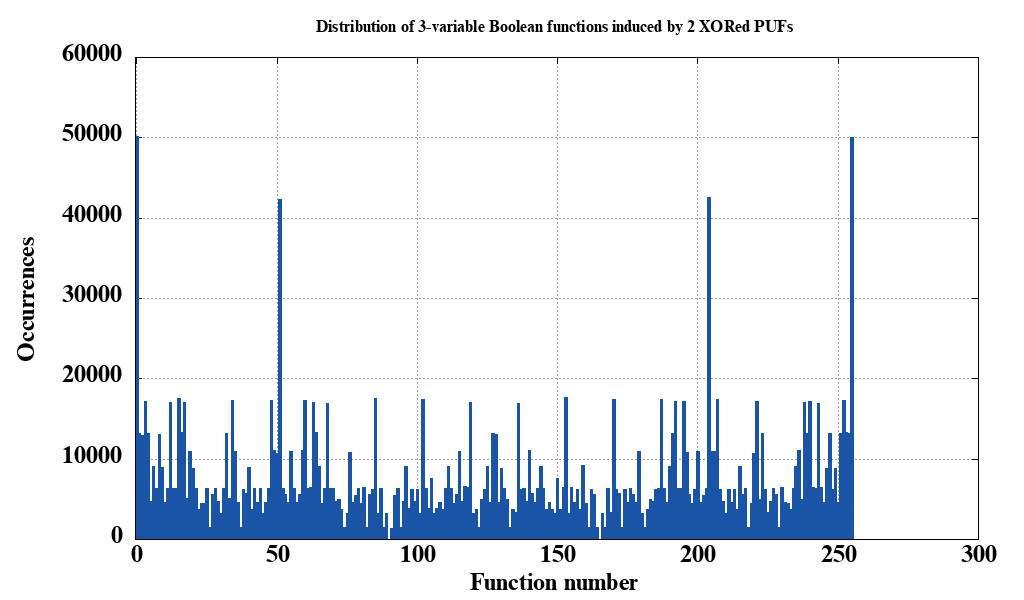 Distribution of 3-variable Boolean functions induced by 2 XORed PUFs
60000
50000
40000
30000
20000
10000
0
Occurrences
0 50 100 150 200 250 300
Function number